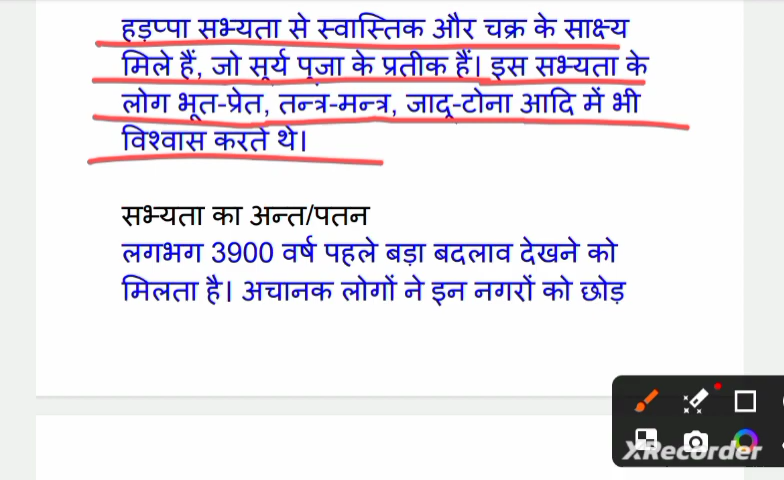 हड़प्पा सभ्यता से स्वास्तिक और चक्र के साक्ष्य
मिले हैं, जो सूर्य पूजा के प्रतीक हैं। इस सभ्यता के
लोग भूत-प्रेत, तन्त्र-मन्त्र, जादू-टोना आदि में भी
विश्वास करते थे।
सभ्यता का अन्त/पतन
लगभग 3900 वर्ष पहले बड़ा बदलाव देखने को
मिलता है। अचानक लोगों ने इन नगरों को छोड़
XRecorder